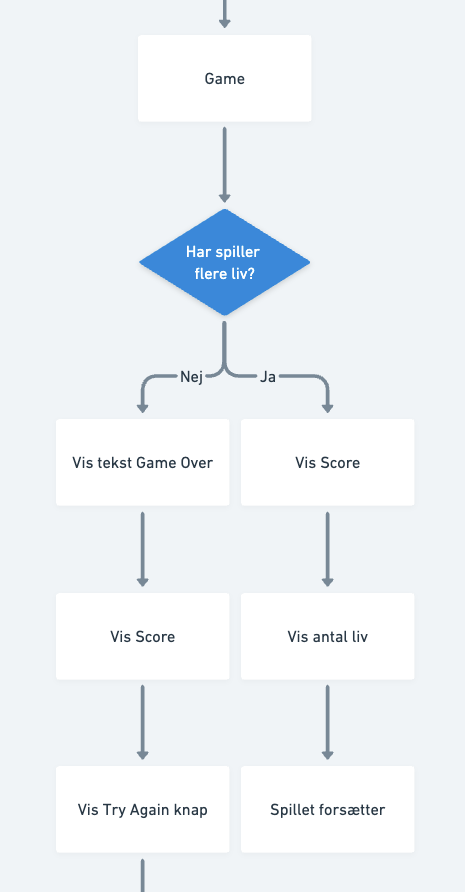 Game
Har spiller
flere liv?
Nej
Ja
Vis tekst Game Over
Vis Score
Vis Score
Vis antal liv
Vis Try Again knap
Spillet forsætter